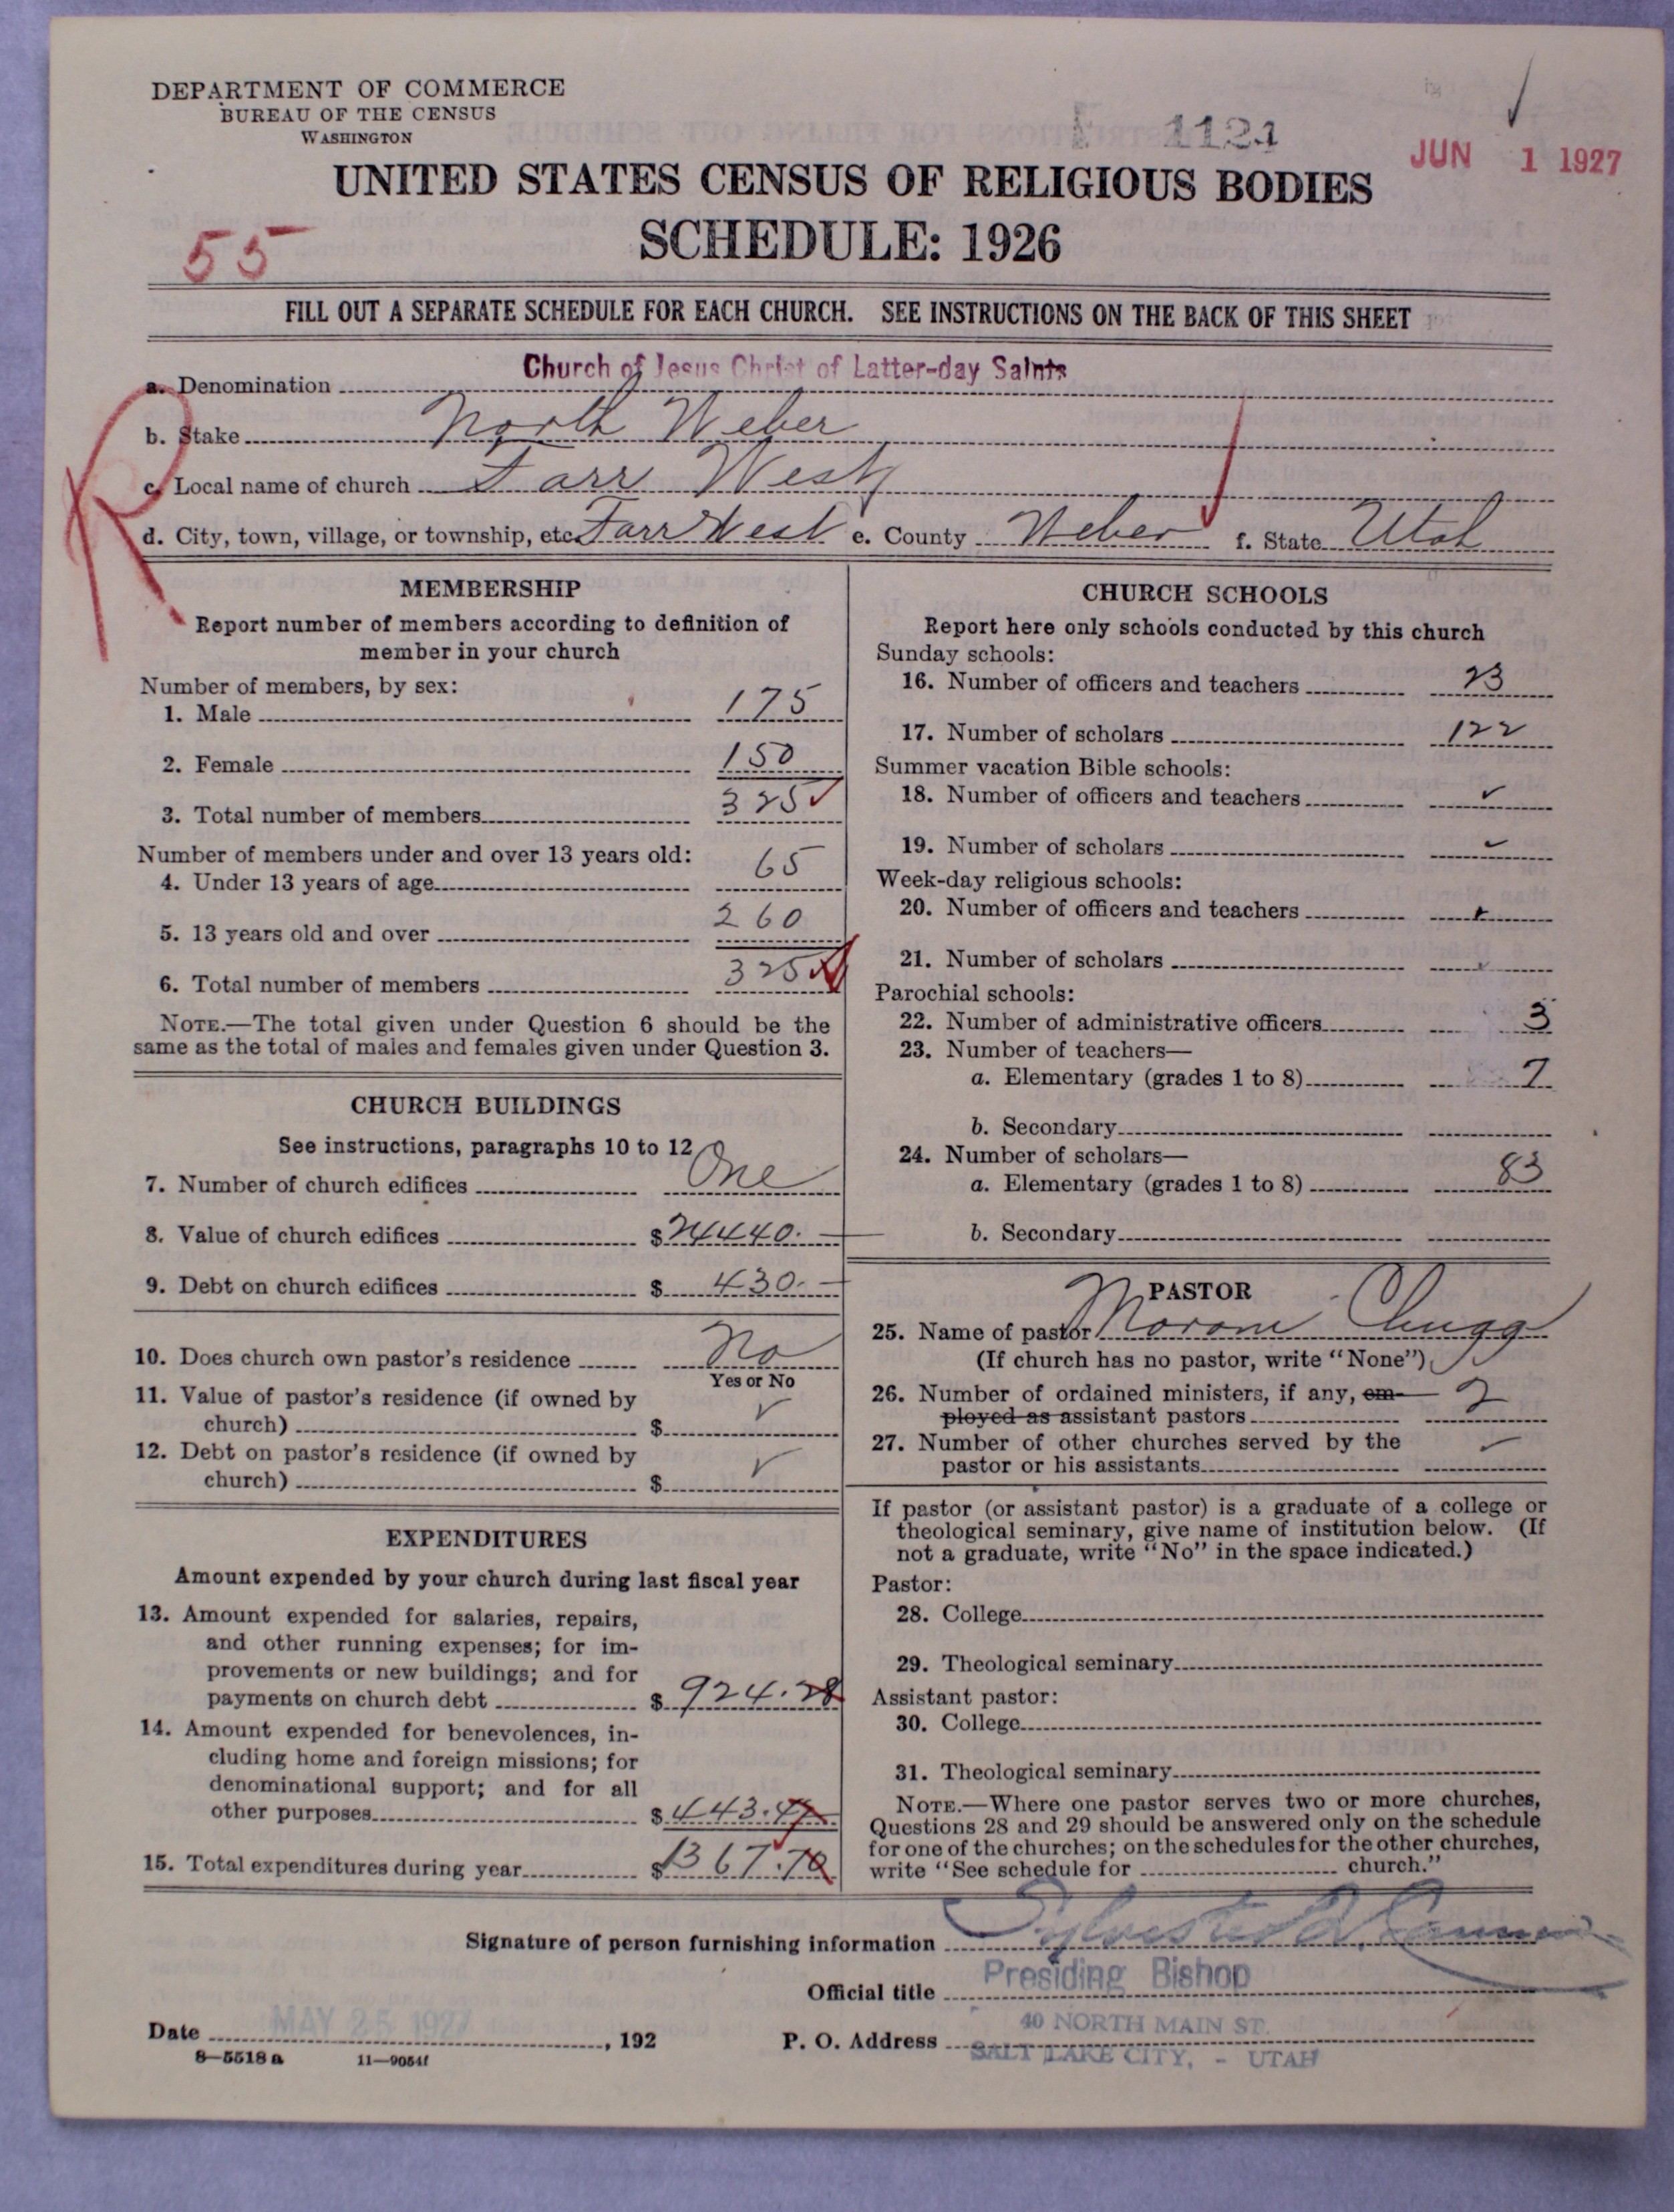 DEPARTMENT OF COMMERCE
BUREAU OF THE CENSUS
WASHINGTON
1124
JUN 1 1927
UNITED STATES CENSUS OF RELIGIOUS BODIES
SCHEDULE: 1926
55
FILL OUT A SEPARATE SCHEDULE FOR EACH CHURCH. SEE INSTRUCTIONS ON THE BACK OF THIS SHEET
a. Denomination Church of Jesus Christ of Latter-day Saints
b. Stake North Weber
c. Local name of church Farr West
R
d. City, town, village, or township, etc. Farr West e. County Weber f. State Utah
MEMBERSHIP
Report number of members according to definition of
member in your church
Number of members, by sex:
1. Male 175
2. Female 150
3. Total number of members 325
Number of members under and over 13 years old:
4. Under 13 years of age 65
5. 13 years old and over 260
6. Total number of members 325
NOTE.—The total given under Question 6 should be the
same as the total of males and females given under Question 3.
CHURCH BUILDINGS
See instructions, paragraphs 10 to 12
7. Number of church edifices One
8. Value of church edifices $24440.—
9. Debt on church edifices $ 430.—
10. Does church own pastor's residence No
Yes or No
11. Value of pastor's residence (if owned by
church) $ ✓
12. Debt on pastor's residence (if owned by
church) $ ✓
EXPENDITURES
Amount expended by your church during last fiscal year
13. Amount expended for salaries, repairs,
and other running expenses; for im-
provements or new buildings; and for
payments on church debt $ 924.28
14. Amount expended for benevolences, in-
cluding home and foreign missions; for
denominational support; and for all
other purposes $ 443.47
15. Total expenditures during year $1367.70
CHURCH SCHOOLS
Report here only schools conducted by this church
Sunday schools:
16. Number of officers and teachers 23
17. Number of scholars 122
Summer vacation Bible schools:
18. Number of officers and teachers ✓
19. Number of scholars ✓
Week-day religious schools:
20. Number of officers and teachers ✓
21. Number of scholars ✓
Parochial schools:
22. Number of administrative officers 3
23. Number of teachers—
a. Elementary (grades 1 to 8) 7
b. Secondary
24. Number of scholars—
a. Elementary (grades 1 to 8) 83
b. Secondary
PASTOR
25. Name of pastor Moroni Chugg
(If church has no pastor, write "None")
26. Number of ordained ministers, if any, em-
ployed as assistant pastors 2
27. Number of other churches served by the
pastor or his assistants ✓
If pastor (or assistant pastor) is a graduate of a college or
theological seminary, give name of institution below. (If
not a graduate, write "No" in the space indicated.)
Pastor:
28. College
29. Theological seminary
Assistant pastor:
30. College
31. Theological seminary
NOTE.—Where one pastor serves two or more churches,
Questions 28 and 29 should be answered only on the schedule
for one of the churches; on the schedules for the other churches,
write "See schedule for church."
Signature of person furnishing information Sylvester Q. Cannon
Official title Presiding Bishop
Date MAY 25 1927 , 192
P. O. Address 40 NORTH MAIN ST.
SALT LAKE CITY, - UTAH
8—5518 a 11—9054f